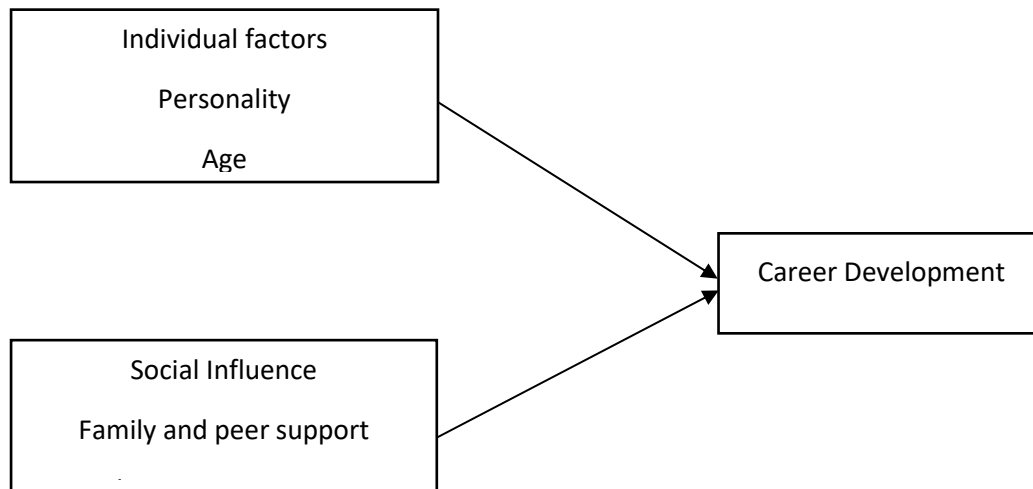 Individual factors
Personality
Age
Social Influence
Family and peer support
Career Development